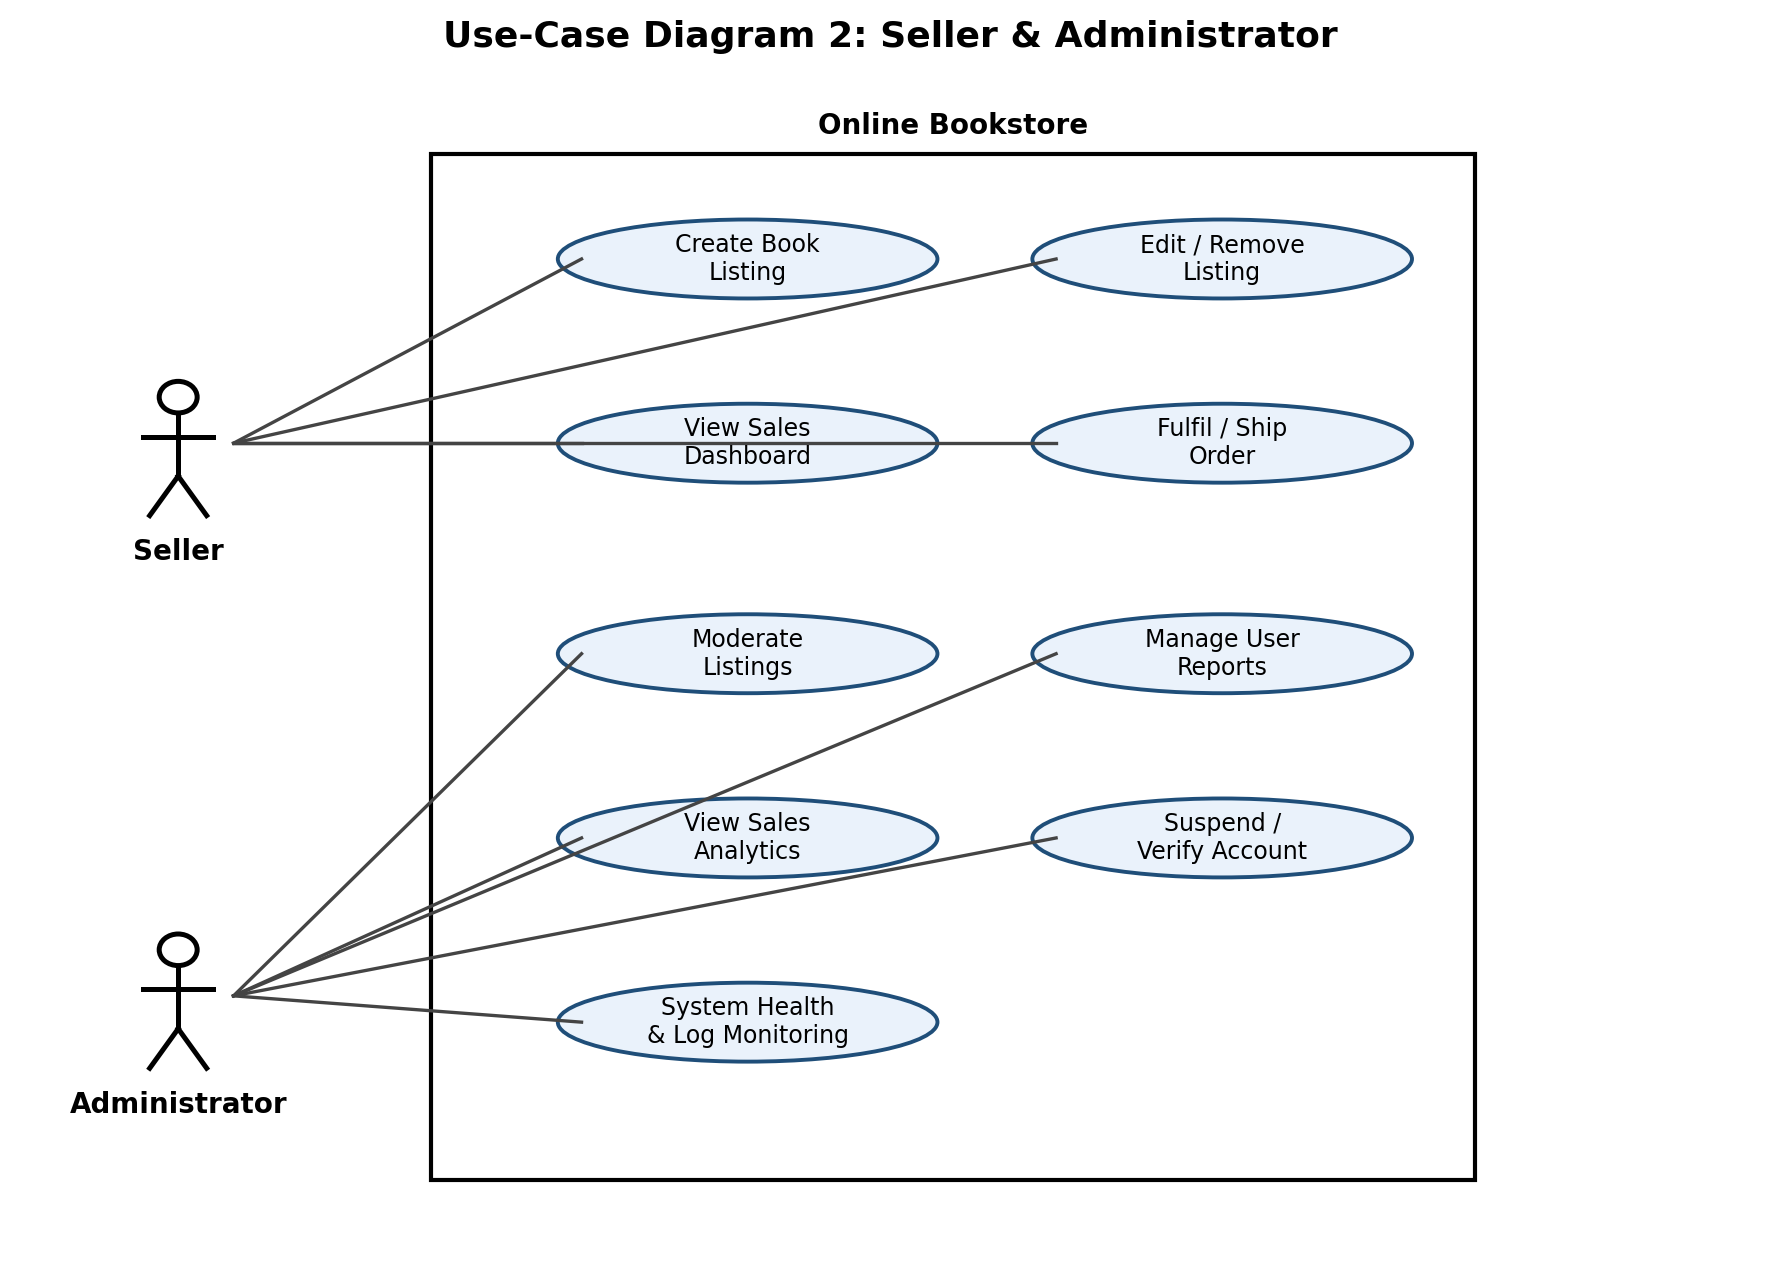 Use-Case Diagram 2: Seller & Administrator
Online Bookstore
Create Book
Listing
Edit / Remove
Listing
View Sales
Dashboard
Fulfil / Ship
Order
Seller
Moderate
Listings
Manage User
Reports
View Sales
Analytics
Suspend /
Verify Account
System Health
& Log Monitoring
Administrator